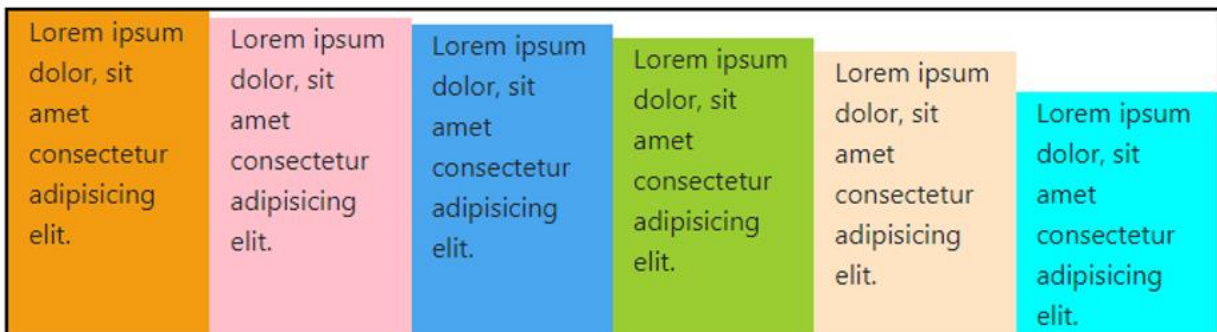 Lorem ipsum
dolor, sit
amet
consectetur
adipisicing
elit.
Lorem ipsum
dolor, sit
amet
consectetur
adipisicing
elit.
Lorem ipsum
dolor, sit
amet
consectetur
adipisicing
elit.
Lorem ipsum
dolor, sit
amet
consectetur
adipisicing
elit.
Lorem ipsum
dolor, sit
amet
consectetur
adipisicing
elit.
Lorem ipsum
dolor, sit
amet
consectetur
adipisicing
elit.